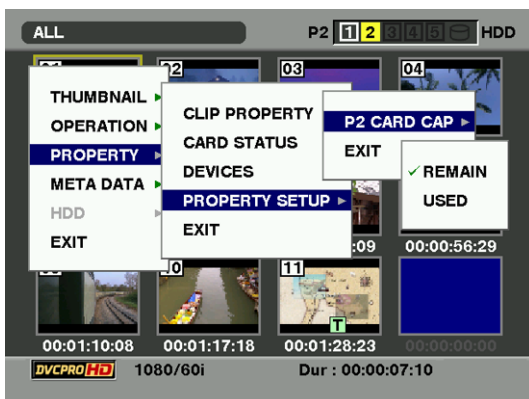 ALL P2 1 2 3 4 5 HDD
02 03 04
THUMBNAIL
OPERATION
PROPERTY
META DATA
HDD
EXIT
CLIP PROPERTY
CARD STATUS
DEVICES
PROPERTY SETUP
EXIT
P2 CARD CAP
EXIT
✓ REMAIN
USED
:09 00:00:56:29
11
T
00:01:10:08 00:01:17:18 00:01:28:23 00:00:00:00
DVCPRO HD 1080/60i Dur : 00:00:07:10